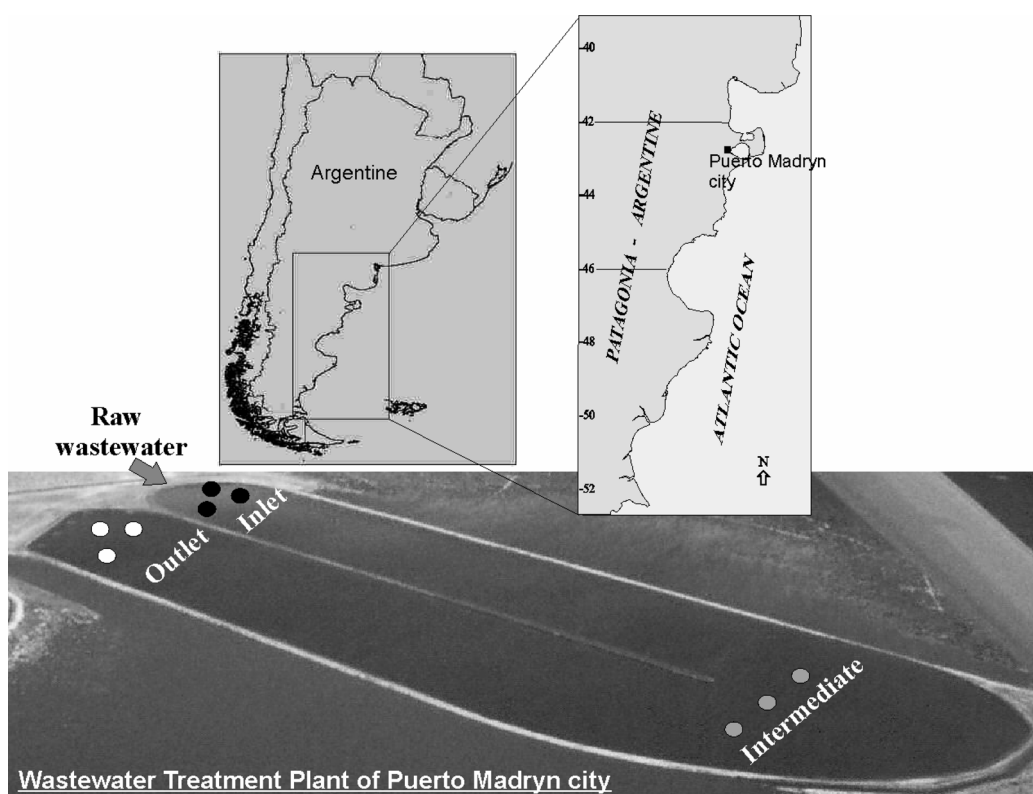 Argentine
-40
-42
-44
-46
-48
-50
-52
Puerto Madryn
city
PATAGONIA - ARGENTINE
ATLANTIC OCEAN
N
Raw
wastewater
Inlet
Outlet
Intermediate
Wastewater Treatment Plant of Puerto Madryn city